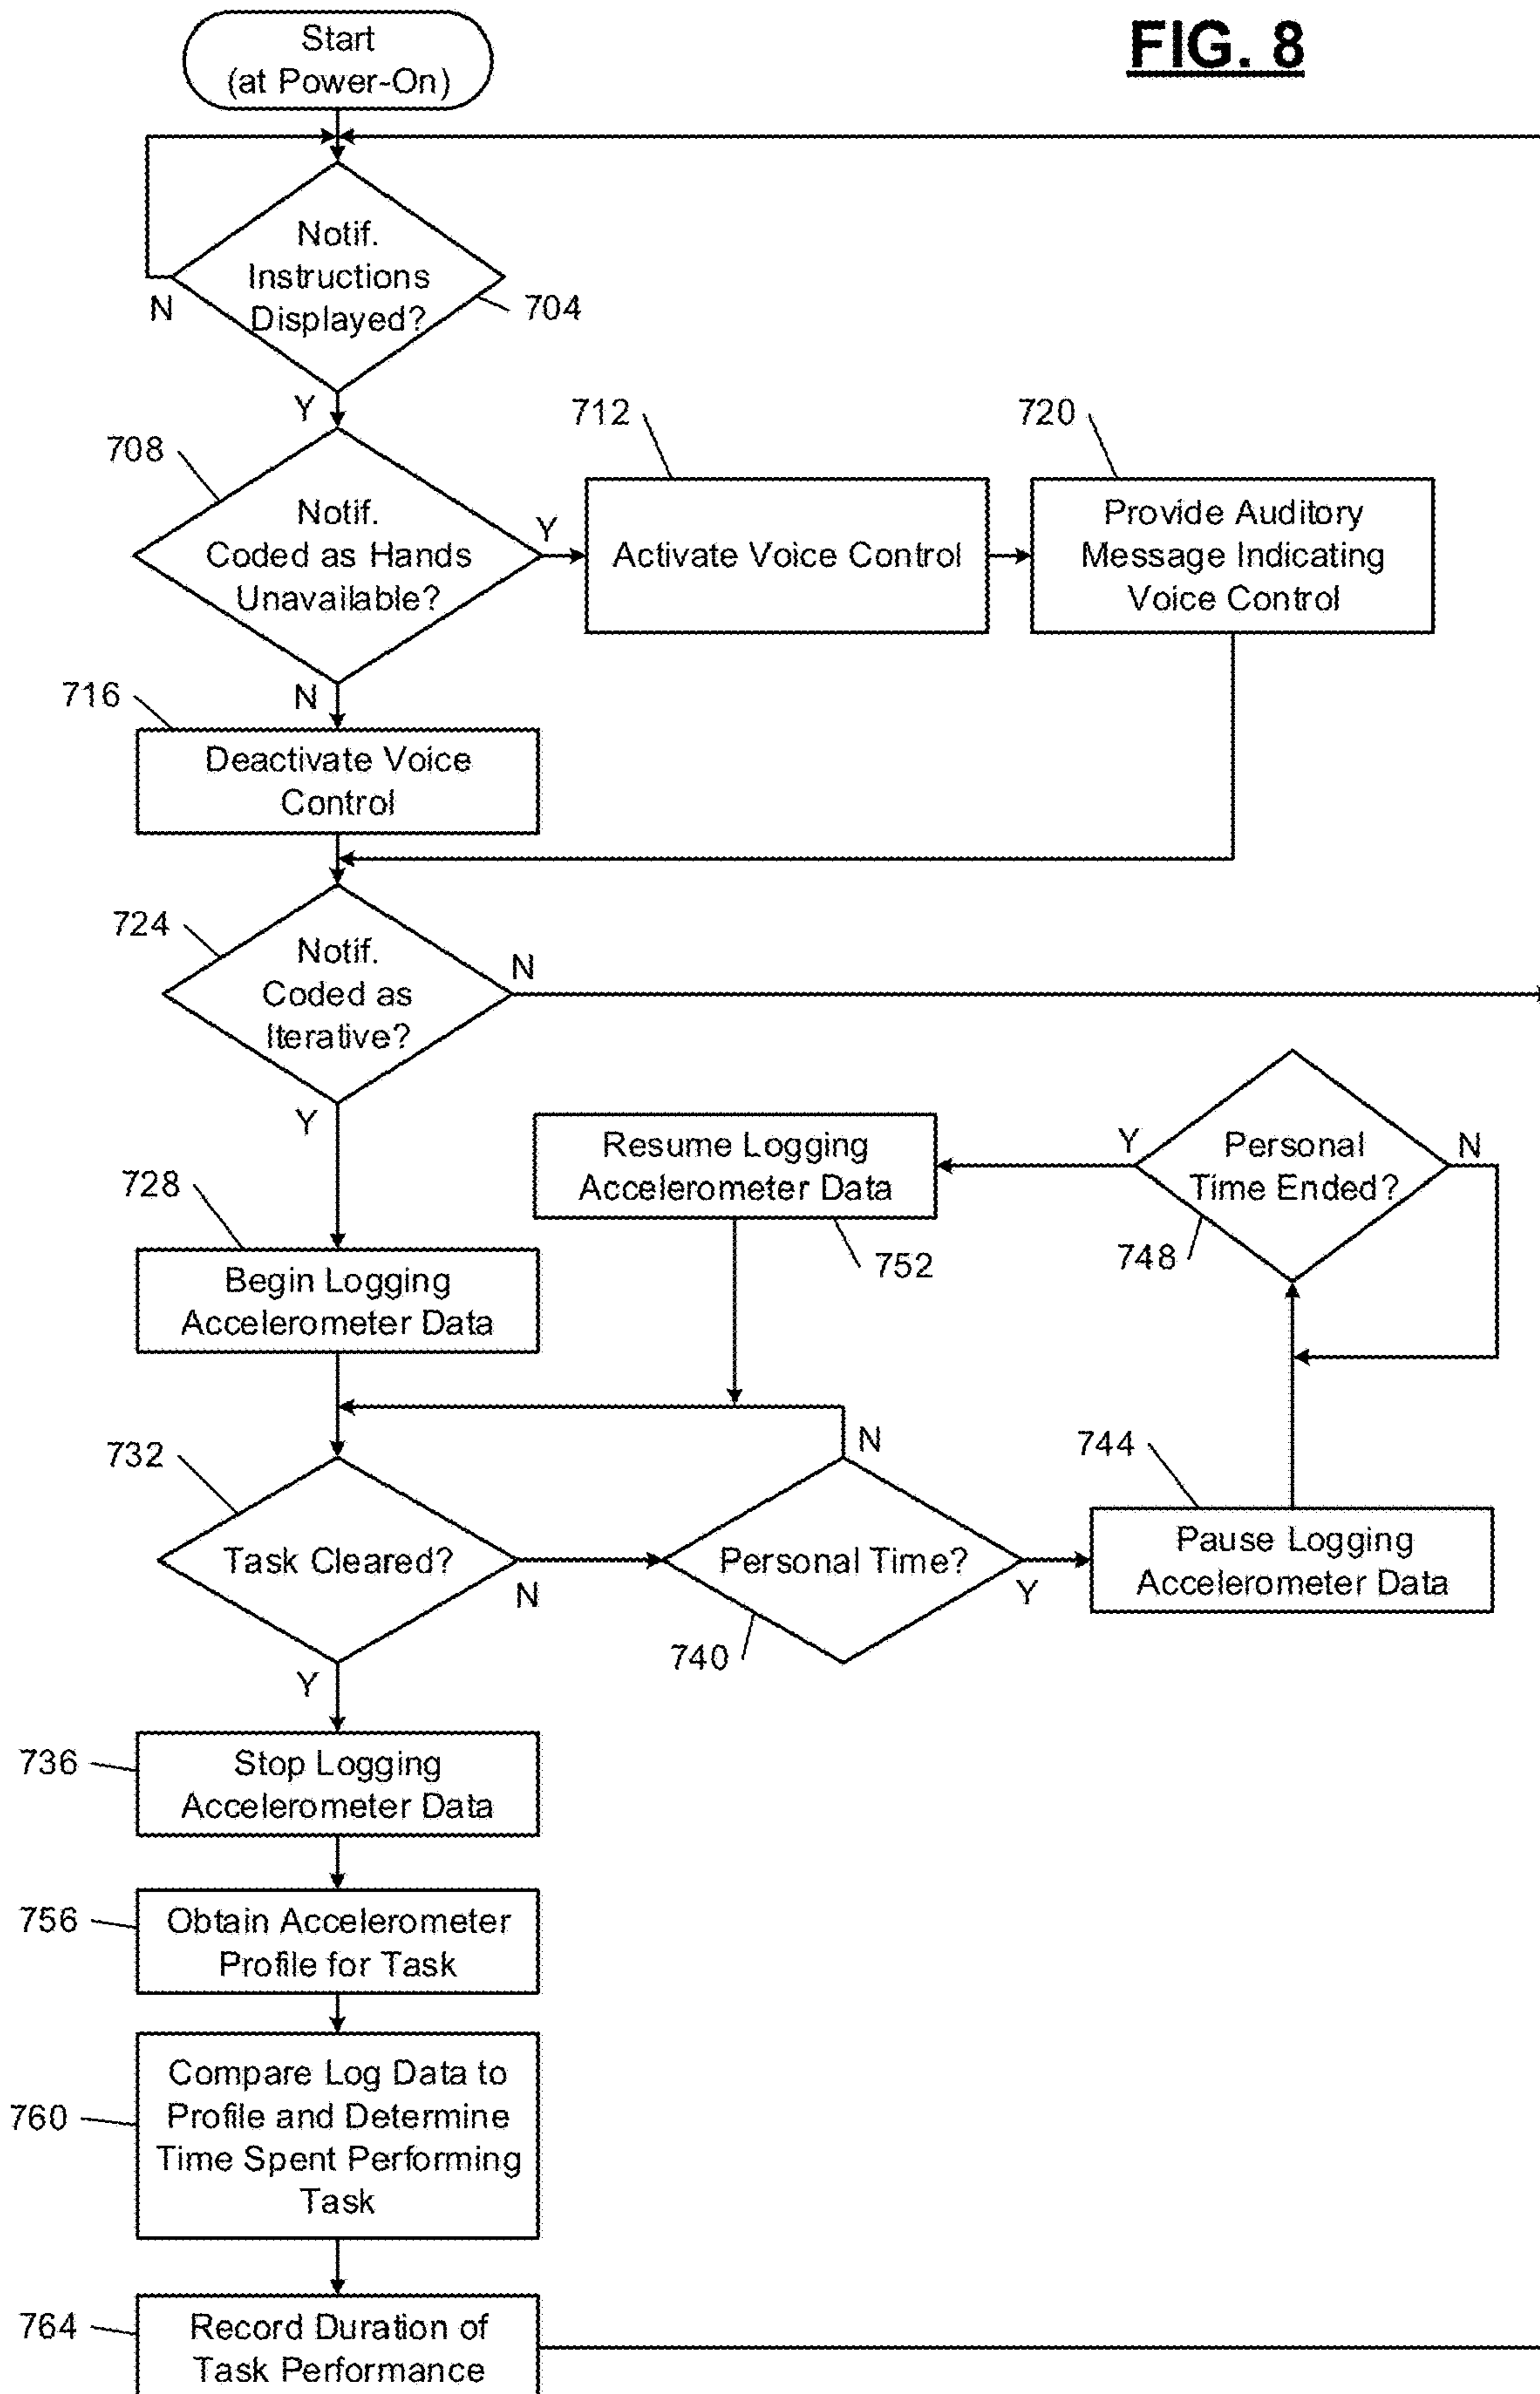 FIG. 8
Start
(at Power-On)
Notif.
Instructions
Displayed?
N
704
Y
708
Notif.
Coded as Hands
Unavailable?
Y
712
Activate Voice Control
720
Provide Auditory
Message Indicating
Voice Control
N
716
Deactivate Voice
Control
724
Notif.
Coded as
Iterative?
N
Y
728
Begin Logging
Accelerometer Data
Resume Logging
Accelerometer Data
752
Y
Personal
Time Ended?
N
748
732
Task Cleared?
N
N
Personal Time?
740
Y
744
Pause Logging
Accelerometer Data
Y
736
Stop Logging
Accelerometer Data
756
Obtain Accelerometer
Profile for Task
760
Compare Log Data to
Profile and Determine
Time Spent Performing
Task
764
Record Duration of
Task Performance